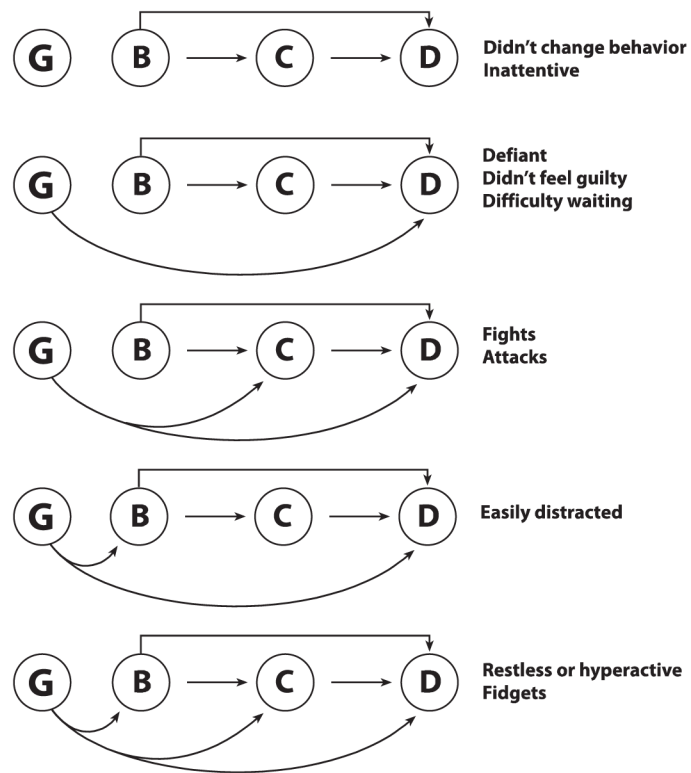 G B C D
Didn't change behavior
Inattentive
G B C D
Defiant
Didn't feel guilty
Difficulty waiting
G B C D
Fights
Attacks
G B C D
Easily distracted
G B C D
Restless or hyperactive
Fidgets